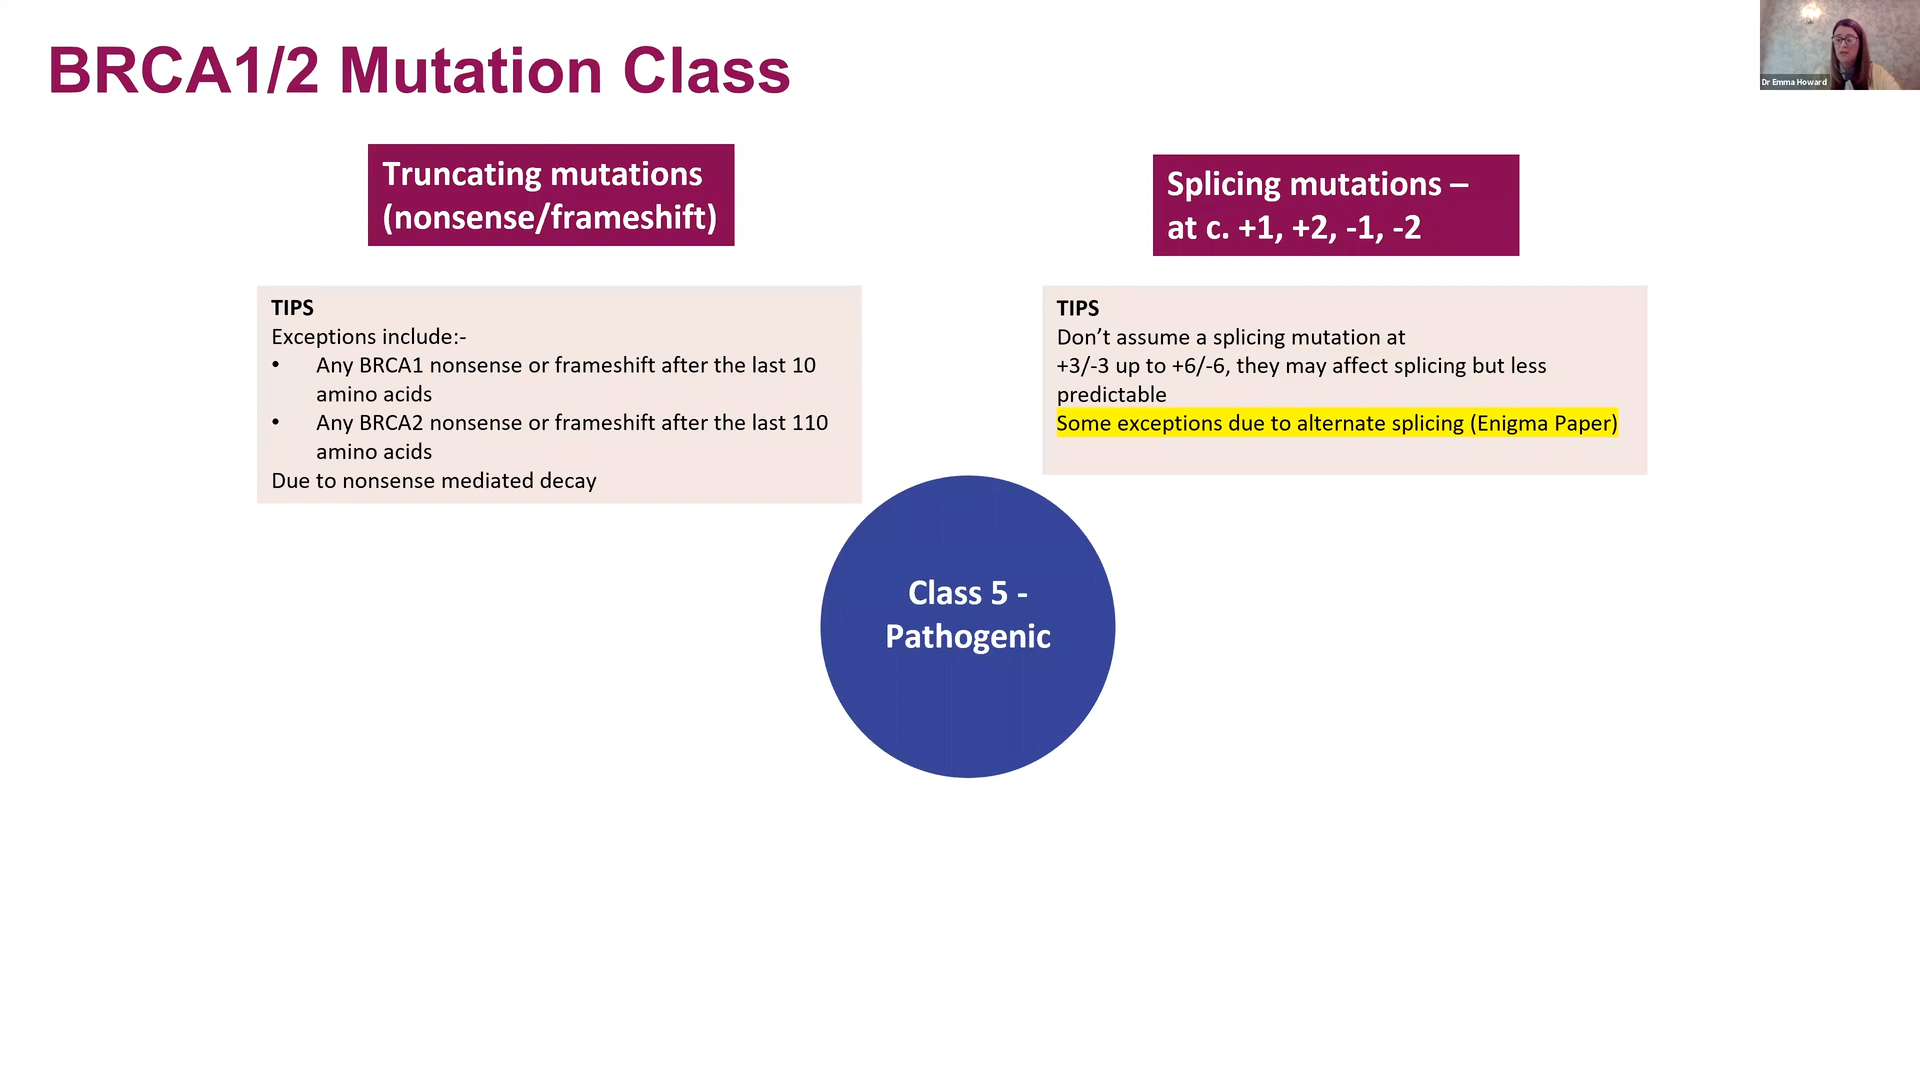 BRCA1/2 Mutation Class
Dr Emma Howard
Truncating mutations
(nonsense/frameshift)
Splicing mutations –
at c. +1, +2, -1, -2
TIPS
Exceptions include:-
• Any BRCA1 nonsense or frameshift after the last 10
amino acids
• Any BRCA2 nonsense or frameshift after the last 110
amino acids
Due to nonsense mediated decay
TIPS
Don’t assume a splicing mutation at
+3/-3 up to +6/-6, they may affect splicing but less
predictable
Some exceptions due to alternate splicing (Enigma Paper)
Class 5 -
Pathogenic